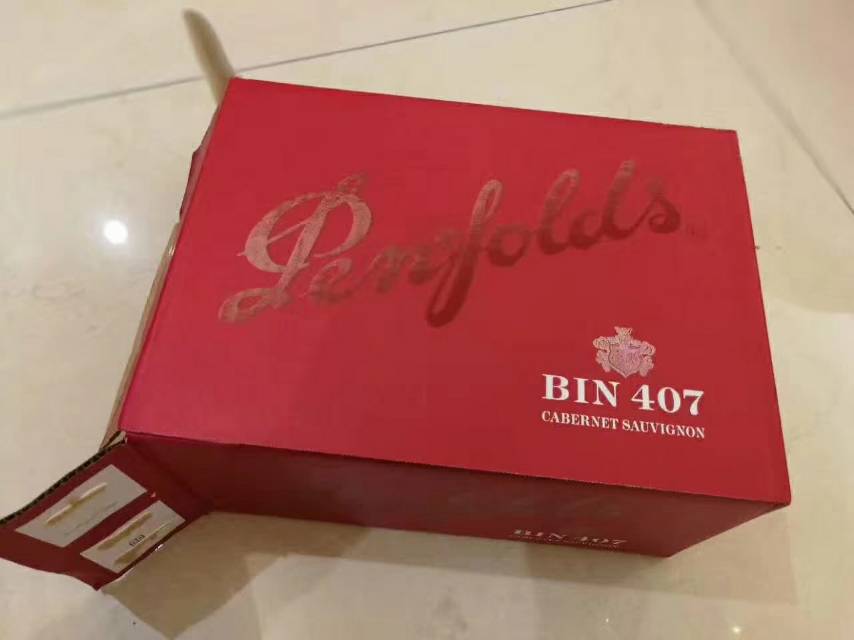 Penfolds
BIN 407
CABERNET SAUVIGNON
BIN 407